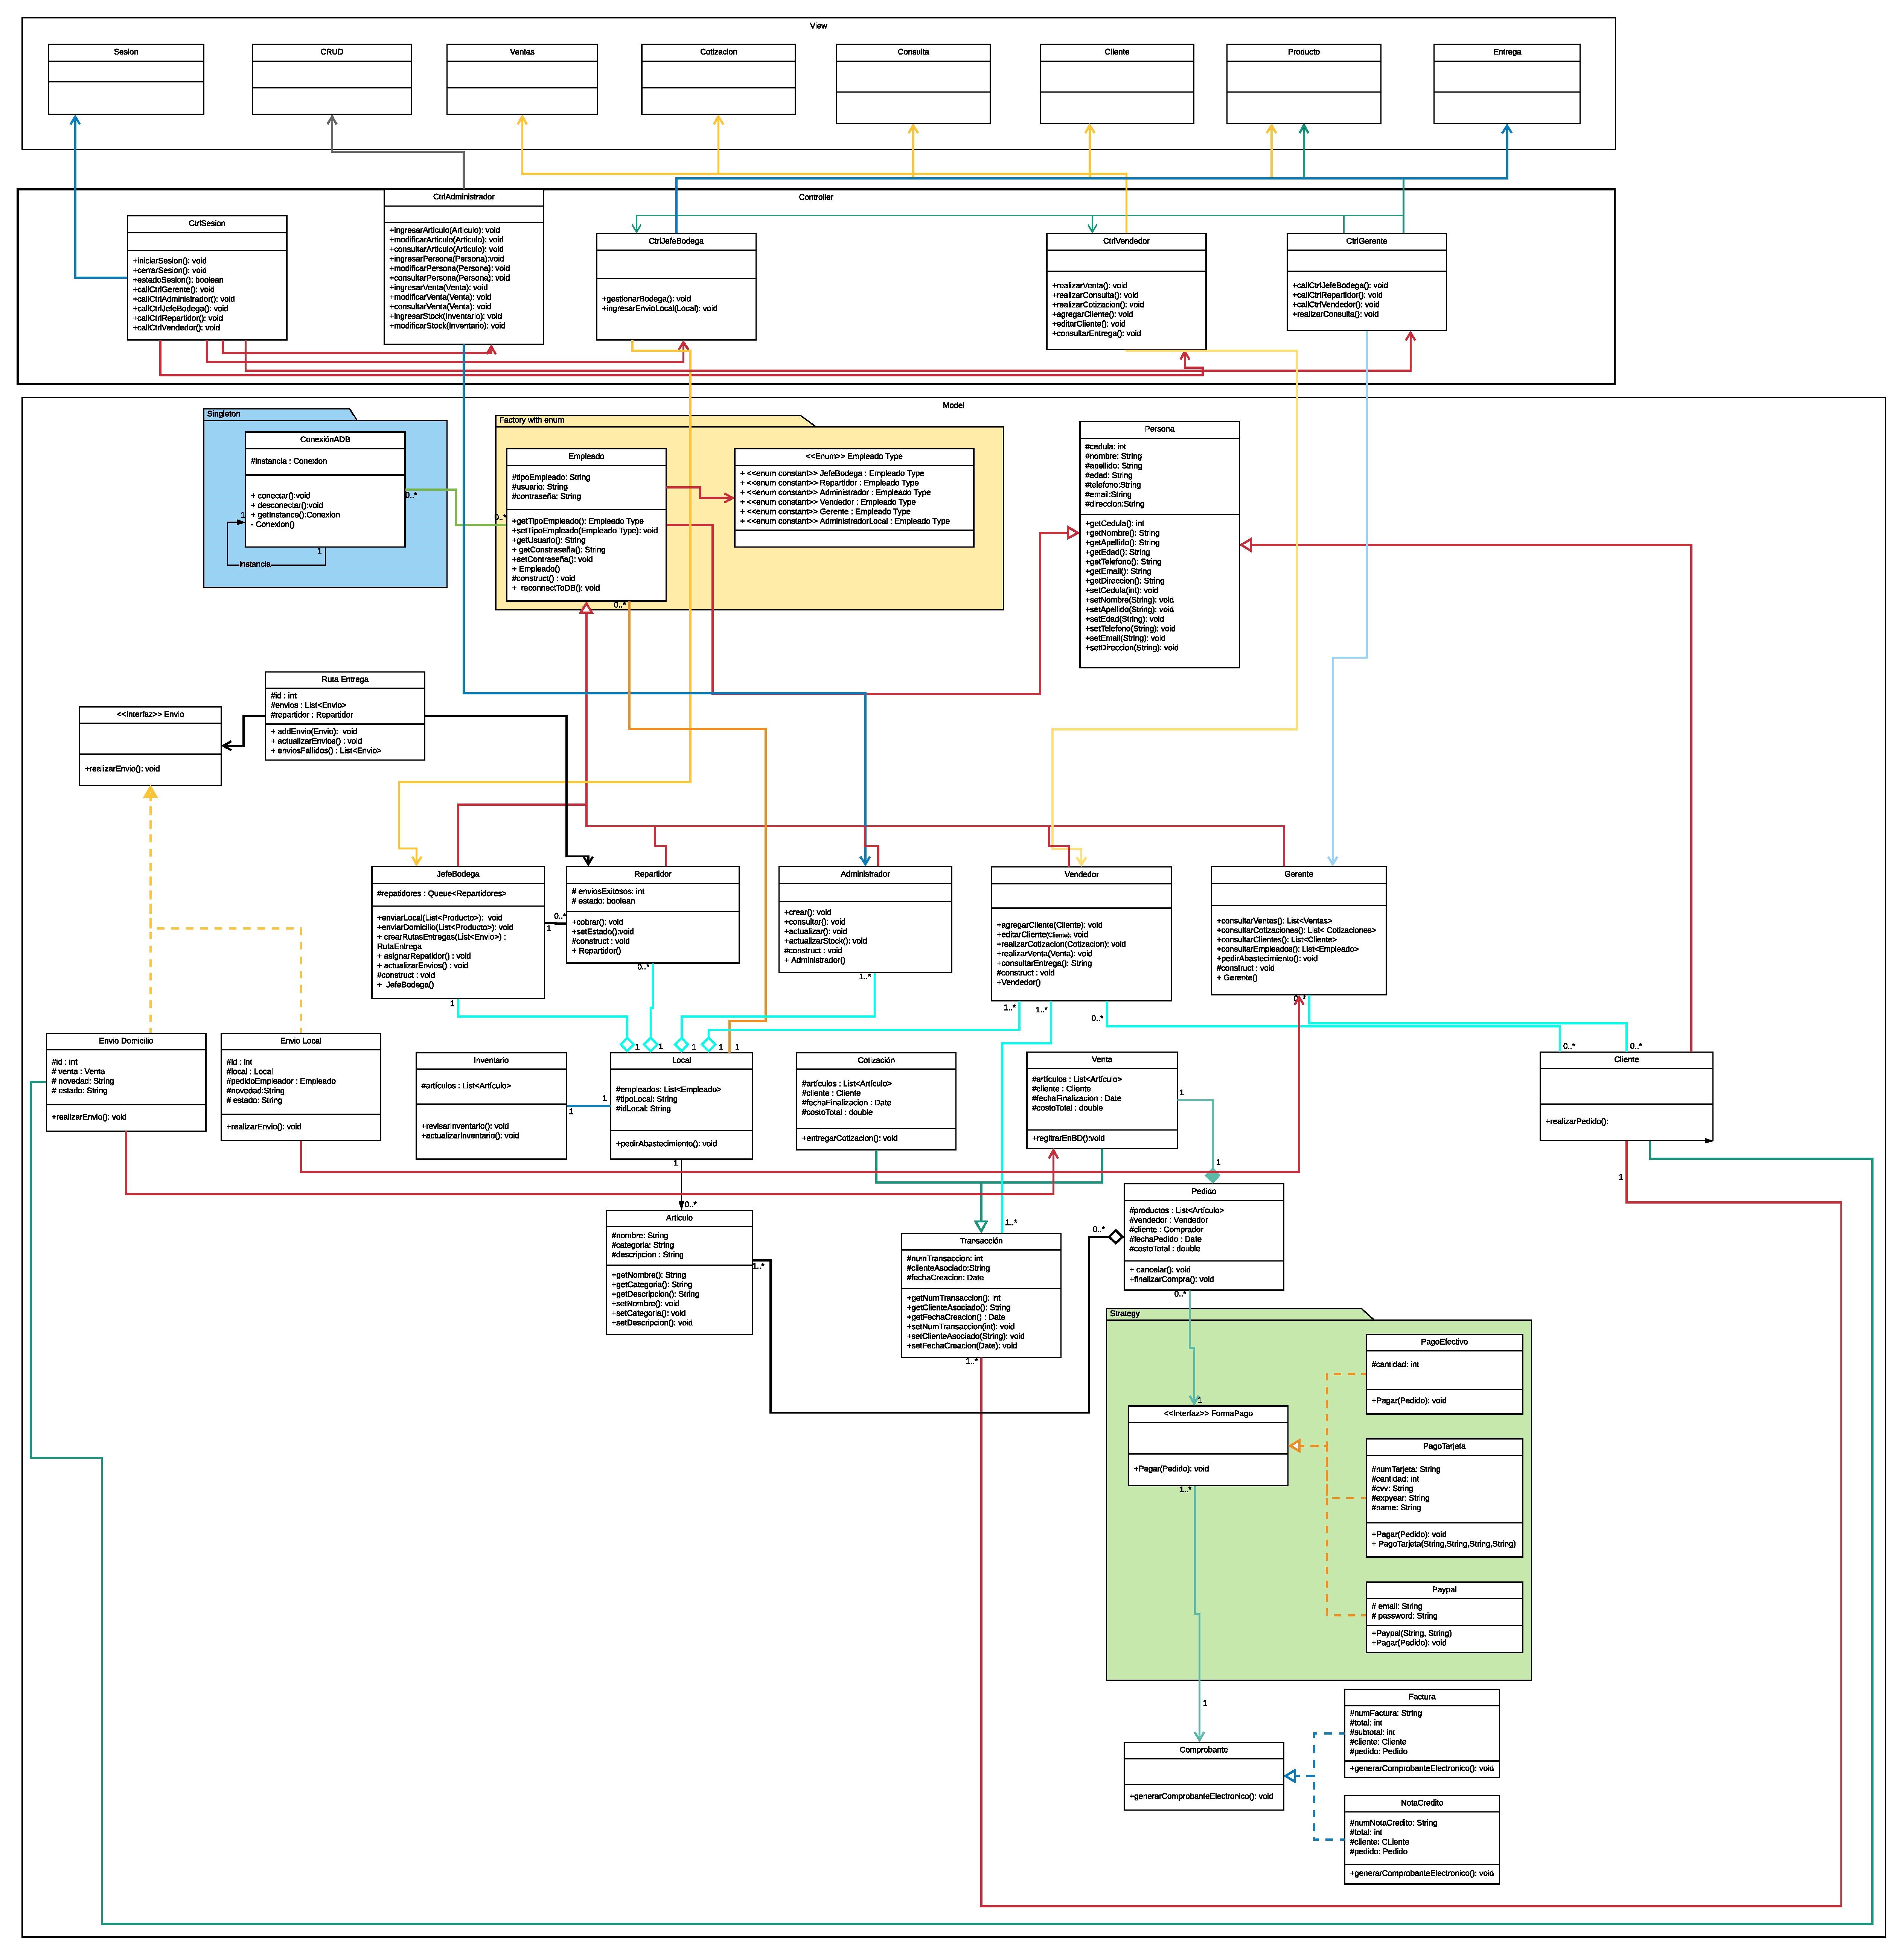 View
Sesion
CRUD
Ventas
Cotizacion
Consulta
Cliente
Producto
Entrega
Controller
CtrlSesion
+iniciarSesion(): void
+cerrarSesion(): void
+estadoSesion(): boolean
+callCtrlGerente(): void
+callCtrlAdministrador(): void
+callCtrlJefeBodega(): void
+callCtrlRepartidor(): void
+callCtrlVendedor(): void
CtrlAdministrador
+ingresarArticulo(Articulo): void
+modificarArticulo(Articulo): void
+consultarArticulo(Articulo): void
+ingresarPersona(Persona):void
+modificarPersona(Persona): void
+consultarPersona(Persona): void
+ingresarVenta(Venta): void
+modificarVenta(Venta): void
+consultarVenta(Venta): void
+ingresarStock(Inventario): void
+modificarStock(Inventario): void
CtrlJefeBodega
+gestionarBodega(): void
+ingresarEnvioLocal(Local): void
CtrlVendedor
+realizarVenta(): void
+realizarConsulta(): void
+realizarCotizacion(): void
+agregarCliente(): void
+editarCliente(): void
+consultarEntrega(): void
CtrlGerente
+callCtrlJefeBodega(): void
+callCtrlRepartidor(): void
+callCtrlVendedor(): void
+realizarConsulta(): void
Model
Singleton
ConexiónADB
#instancia : Conexion
+ conectar():void
+ desconectar():void
+ getInstance():Conexion
- Conexion()
0..*
1
1
instancia
Factory with enum
Empleado
#tipoEmpleado: String
#usuario: String
#contraseña: String
+getTipoEmpleado(): Empleado Type
+setTipoEmpleado(Empleado Type): void
+getUsuario(): String
+ getConstraseña(): String
+setContraseña(): void
+ Empleado()
#construct() : void
+  reconnectToDB(): void
0..*
0..*
<<Enum>> Empleado Type
+ <<enum constant>> JefeBodega : Empleado Type
+ <<enum constant>> Repartidor : Empleado Type
+ <<enum constant>> Administrador : Empleado Type
+ <<enum constant>> Vendedor : Empleado Type
+ <<enum constant>> Gerente : Empleado Type
+ <<enum constant>> AdministradorLocal : Empleado Type
Persona
#cedula: int
#nombre: String
#apellido: String
#edad: String
#telefono:String
#email:String
#direccion:String
+getCedula(): int
+getNombre(): String
+getApellido(): String
+getEdad(): String
+getTelefono(): String
+getEmail(): String
+getDireccion(): String
+setCedula(int): void
+setNombre(String): void
+setApellido(String): void
+setEdad(String): void
+setTelefono(String): void
+setEmail(String): void
+setDireccion(String): void
Ruta Entrega
#id : int
#envios : List<Envio>
#repartidor : Repartidor
+ addEnvio(Envio):  void
+ actualizarEnvios() : void
+ enviosFallidos() : List<Envio>
<<Interfaz>> Envio
+realizarEnvio(): void
JefeBodega
#repatidores : Queue<Repartidores>
+enviarLocal(List<Producto>):  void
+enviarDomicilio(List<Producto>): void
+ crearRutasEntregas(List<Envio>) :
RutaEntrega
+ asignarRepatidor() : void
+ actualizarEnvios() : void
#construct : void
+  JefeBodega()
1
0..*
1
Repartidor
# enviosExitosos: int
# estado: boolean
+cobrar(): void
+setEstado():void
#construct : void
+ Repartidor()
0..*
Administrador
+crear(): void
+consultar(): void
+actualizar(): void
+actualizarStock(): void
#construct : void
+ Administrador()
1..*
Vendedor
+agregarCliente(Cliente): void
+editarCliente(Cliente): void
+realizarCotizacion(Cotizacion): void
+realizarVenta(Venta): void
+consultarEntrega(): String
#construct : void
+Vendedor()
1..*
1..*
0..*
Gerente
+consultarVentas(): List<Ventas>
+consultarCotizaciones(): List< Cotizaciones>
+consultarClientes(): List<Cliente>
+consultarEmpleados(): List<Empleado>
+pedirAbastecimiento(): void
#construct : void
+ Gerente()
0..*
Envio Domicilio
#id : int
# venta : Venta
# novedad: String
# estado: String
+realizarEnvio(): void
Envio Local
#id : int
#local : Local
#pedidoEmpleador : Empleado
#novedad:String
# estado: String
+realizarEnvio(): void
Inventario
#artículos : List<Artículo>
+revisarInventario(): void
+actualizarInventario(): void
1
1
1
1
1
1
1
Local
#empleados: List<Empleado>
#tipoLocal: String
#idLocal: String
+pedirAbastecimiento(): void
1
0..*
Cotización
#artículos : List<Artículo>
#cliente : Cliente
#fechaFinalizacion : Date
#costoTotal : double
+entregarCotizacion(): void
Venta
#artículos : List<Artículo>
#cliente : Cliente
#fechaFinalizacion : Date
#costoTotal : double
+regitrarEnBD():void
1
1
0..*
0..*
Cliente
+realizarPedido():
1
Articulo
#nombre: String
#categoria: String
#descripcion : String
+getNombre(): String
+getCategoria(): String
+getDescripcion(): String
+setNombre(): void
+setCategoria(): void
+setDescripcion(): void
1..*
Transacción
#numTransaccion: int
#clienteAsociado:String
#fechaCreacion: Date
+getNumTransaccion(): int
+getClienteAsociado(): String
+getFechaCreacion() : Date
+setNumTransaccion(int): void
+setClienteAsociado(String): void
+setFechaCreacion(Date): void
1..*
1..*
Pedido
#productos : List<Artículo>
#vendedor : Vendedor
#cliente : Comprador
#fechaPedido : Date
#costoTotal : double
+ cancelar(): void
+finalizarCompra(): void
0..*
0..*
Strategy
PagoEfectivo
#cantidad: int
+Pagar(Pedido): void
1
<<Interfaz>> FormaPago
+Pagar(Pedido): void
1..*
PagoTarjeta
#numTarjeta: String
#cantidad: int
#cvv: String
#expyear: String
#name: String
+Pagar(Pedido): void
+ PagoTarjeta(String,String,String,String)
Paypal
# email: String
# password: String
+Paypal(String, String)
+Pagar(Pedido): void
1
Comprobante
+generarComprobanteElectronico(): void
Factura
#numFactura: String
#total: int
#subtotal: int
#cliente: Cliente
#pedido: Pedido
+generarComprobanteElectronico(): void
NotaCredito
#numNotaCredito: String
#total: int
#cliente: CLiente
#pedido: Pedido
+generarComprobanteElectronico(): void